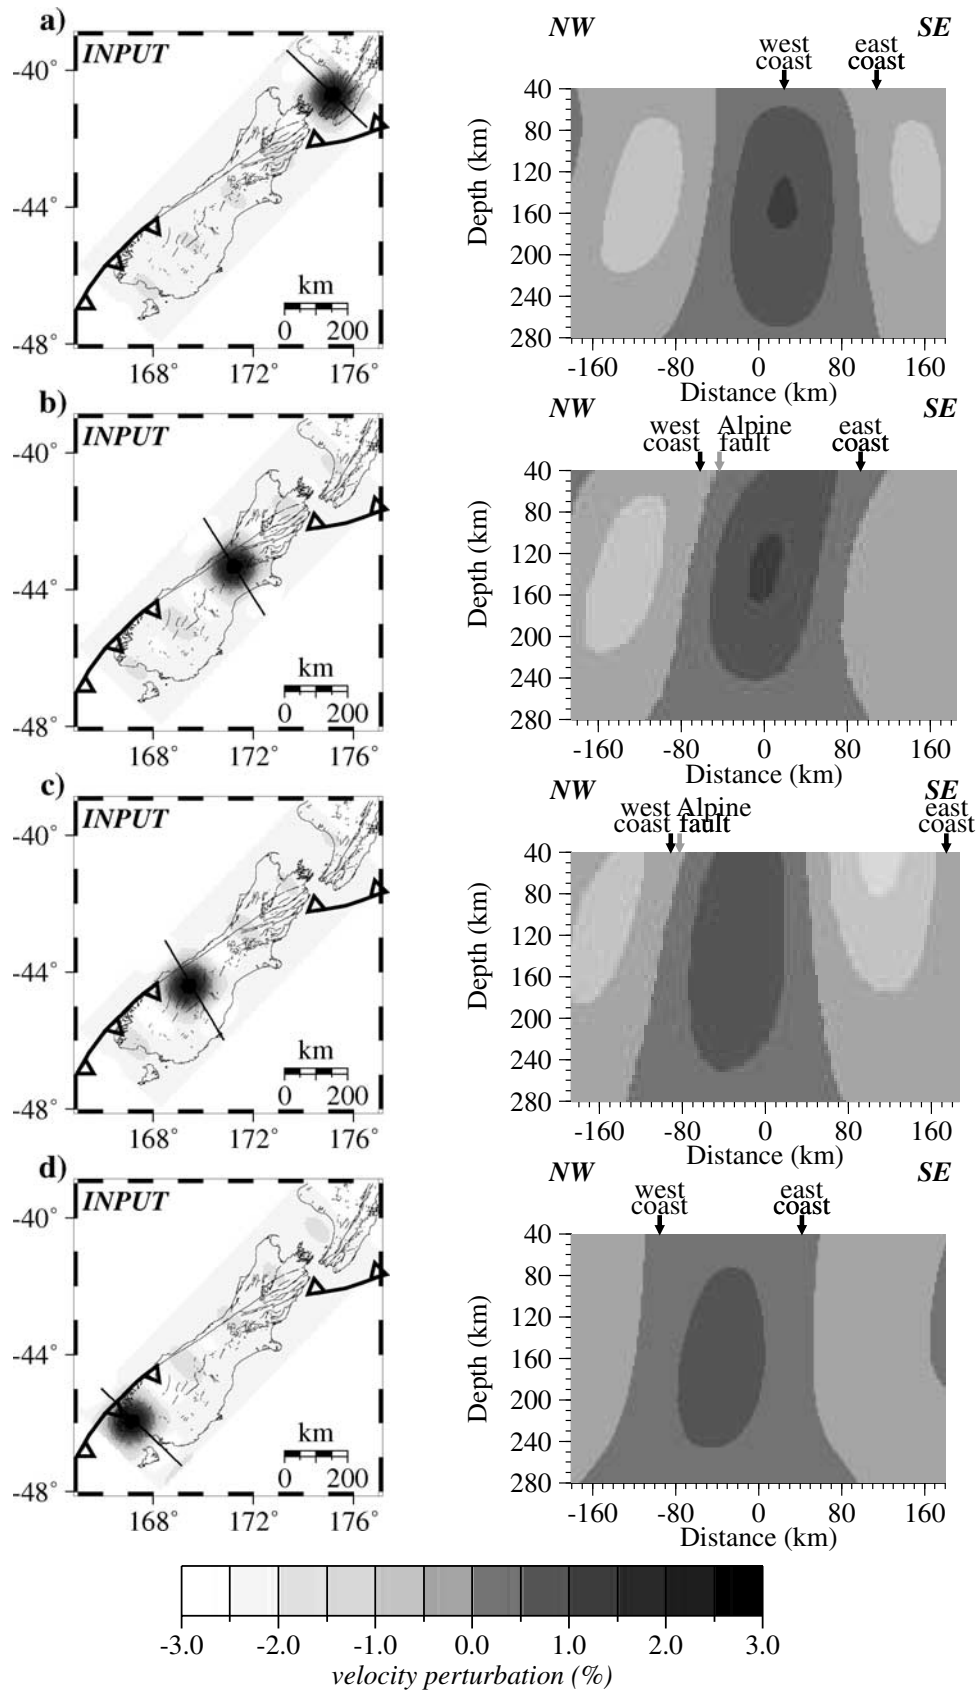 a)
INPUT
-40°
-44°
-48°
168° 172° 176°
km
0 200
NW SE
west coast
east coast
Depth (km)
40
80
120
160
200
240
280
-160 -80 0 80 160
Distance (km)
b)
INPUT
-40°
-44°
-48°
168° 172° 176°
km
0 200
NW SE
west coast
Alpine fault
east coast
Depth (km)
40
80
120
160
200
240
280
-160 -80 0 80 160
Distance (km)
c)
INPUT
-40°
-44°
-48°
168° 172° 176°
km
0 200
NW SE
west coast
Alpine fault
east coast
Depth (km)
40
80
120
160
200
240
280
-160 -80 0 80 160
Distance (km)
d)
INPUT
-40°
-44°
-48°
168° 172° 176°
km
0 200
NW SE
west coast
east coast
Depth (km)
40
80
120
160
200
240
280
-160 -80 0 80 160
Distance (km)
-3.0 -2.0 -1.0 0.0 1.0 2.0 3.0
velocity perturbation (%)